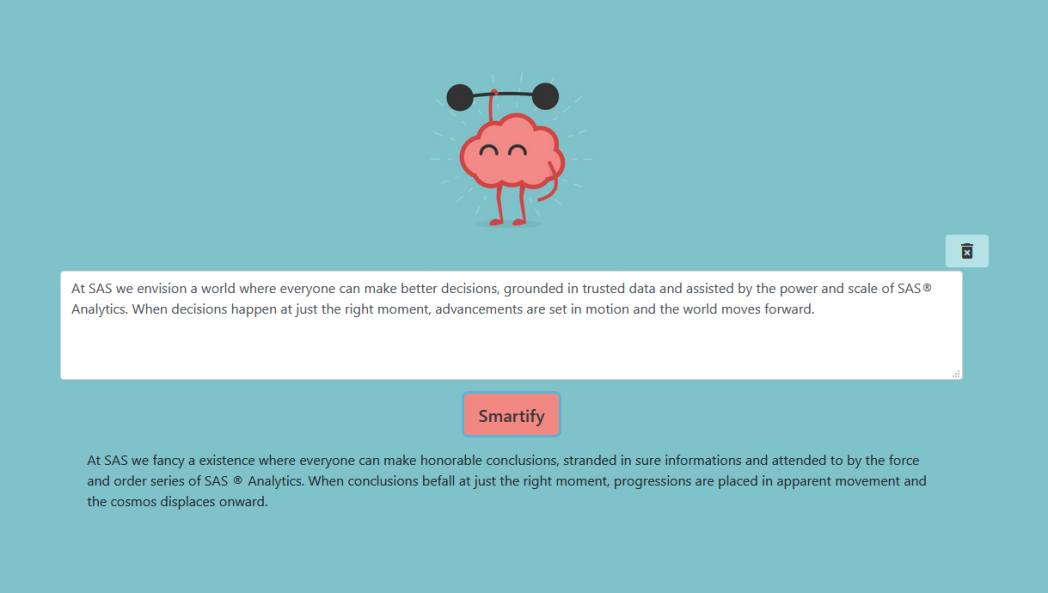 At SAS we envision a world where everyone can make better decisions, grounded in trusted data and assisted by the power and scale of SAS®
Analytics. When decisions happen at just the right moment, advancements are set in motion and the world moves forward.
Smartify
At SAS we fancy a existence where everyone can make honorable conclusions, stranded in sure informations and attended to by the force
and order series of SAS ® Analytics. When conclusions befall at just the right moment, progressions are placed in apparent movement and
the cosmos displaces onward.